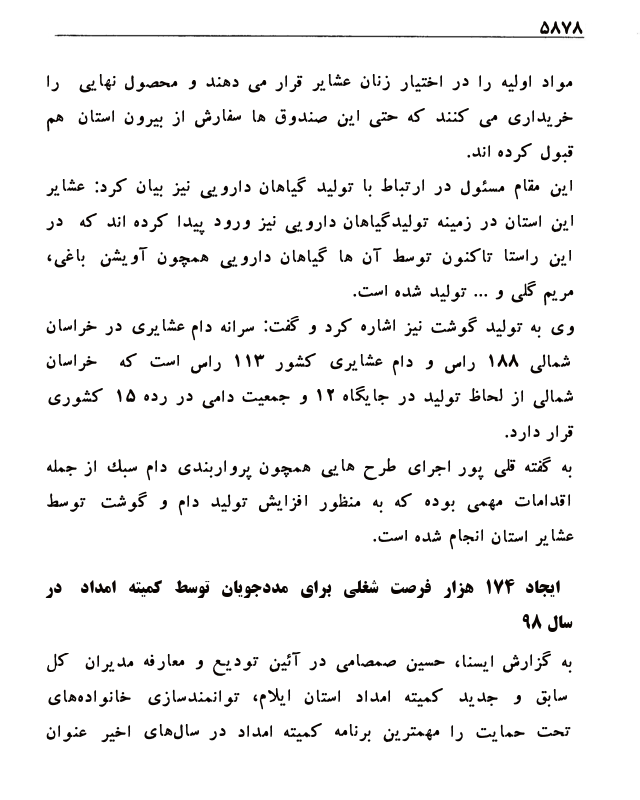 ۵۸۷۸
مواد اولیه را در اختیار زنان عشایر قرار می دهند و محصول نهایی را
خریداری می کنند که حتی این صندوق ها سفارش از بیرون استان هم
قبول کرده اند.
این مقام مسئول در ارتباط با تولید گیاهان دارویی نیز بیان کرد: عشایر
این استان در زمینه تولیدگیاهان دارویی نیز ورود پیدا کرده اند که در
این راستا تاکنون توسط آن ها گیاهان دارویی همچون آویشن باغی،
مریم گلی و ... تولید شده است.
وی به تولید گوشت نیز اشاره کرد و گفت: سرانه دام عشایری در خراسان
شمالی ۱۸۸ راس و دام عشایری کشور ۱۱۳ راس است که خراسان
شمالی از لحاظ تولید در جایگاه ۱۲ و جمعیت دامی در رده ۱۵ کشوری
قرار دارد.
به گفته قلی پور اجرای طرح هایی همچون پرواربندی دام سبك از جمله
اقدامات مهمی بوده که به منظور افزایش تولید دام و گوشت توسط
عشایر استان انجام شده است.
ایجاد ۱۷۴ هزار فرصت شغلی برای مددجویان توسط کمیته امداد در
سال ۹۸
به گزارش ایسنا، حسین صمصامی در آئین تودیع و معارفه مدیران کل
سابق و جدید کمیته امداد استان ایلام، توانمندسازی خانواده‌های
تحت حمایت را مهمترین برنامه کمیته امداد در سال‌های اخیر عنوان